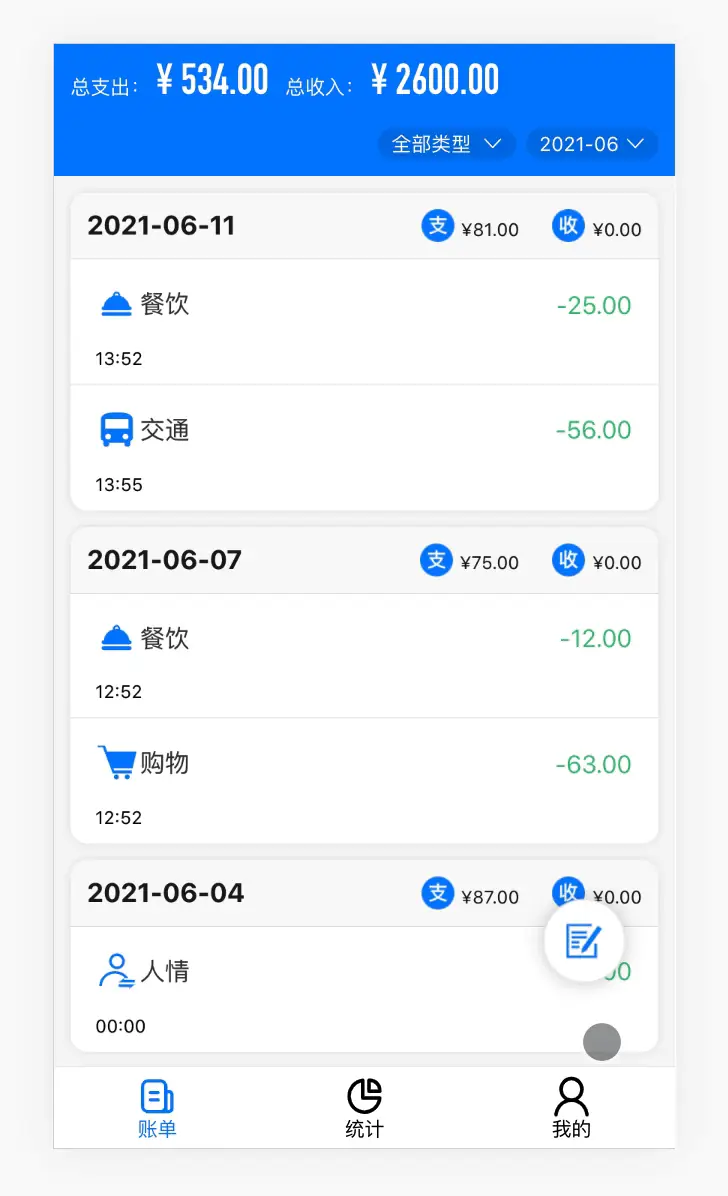 总支出： ¥ 534.00 总收入： ¥ 2600.00
全部类型 2021-06
2021-06-11 支 ¥81.00 收 ¥0.00
餐饮 -25.00
13:52
交通 -56.00
13:55
2021-06-07 支 ¥75.00 收 ¥0.00
餐饮 -12.00
12:52
购物 -63.00
12:52
2021-06-04 支 ¥87.00 收 ¥0.00
人情
00:00
账单 统计 我的